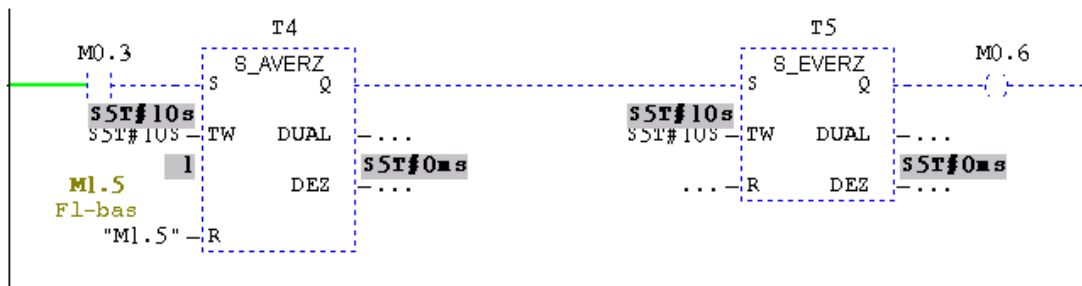 T4 T5
M0.3 M0.6
S_AVERZ S_EVERZ
S Q S Q
S5T#10s S5T#10s
S5T#10S TW DUAL ... S5T#10S TW DUAL ...
1 S5T#0ms S5T#0ms
M1.5 DEZ ... ... R DEZ ...
Fl-bas
"M1.5" R